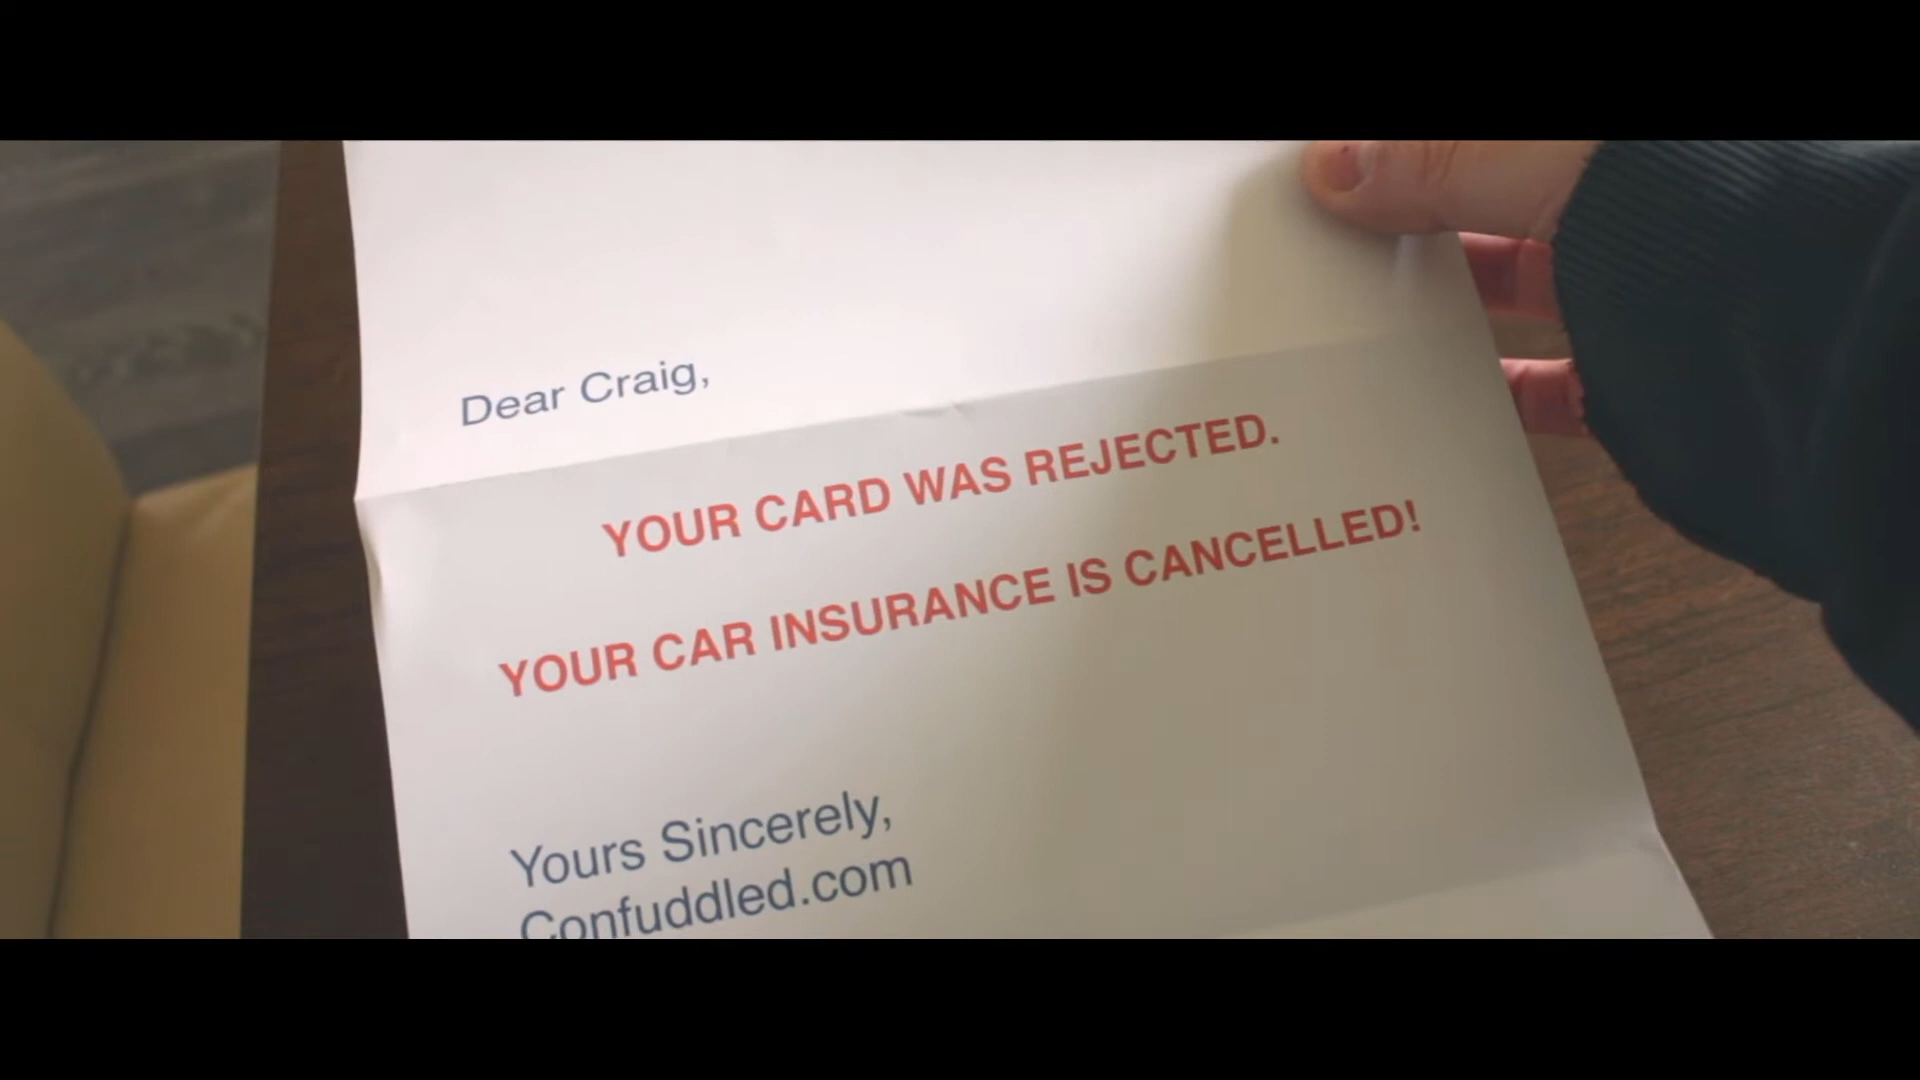 Dear Craig,
YOUR CARD WAS REJECTED.
YOUR CAR INSURANCE IS CANCELLED!
Yours Sincerely,
Confuddled.com